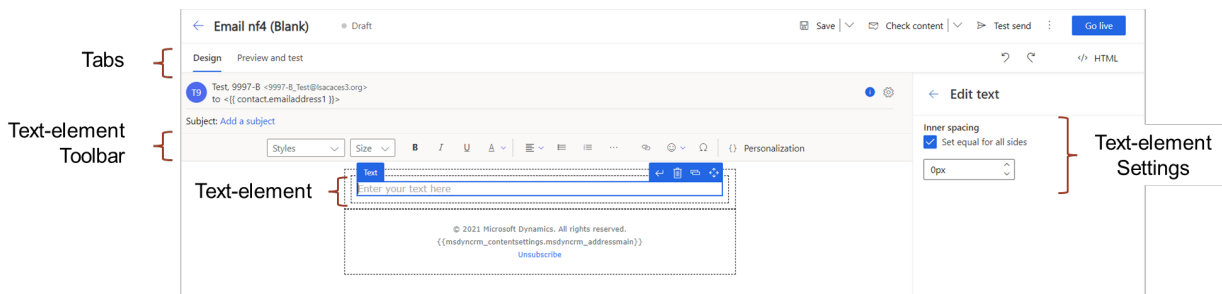 Email nf4 (Blank) Draft Save Check content Test send Go live
Tabs Design Preview and test </> HTML
T9 Test, 9997-B <9997-B_Test@lsacaces3.org>
to <{{ contact.emailaddress1 }}>
Edit text
Subject: Add a subject
Text-element
Toolbar
Styles Size B I U A ... Ω {} Personalization
Inner spacing
Set equal for all sides
0px
Text-element
Settings
Text
Text-element Enter your text here
© 2021 Microsoft Dynamics. All rights reserved.
{{msdyncrm_contentsettings.msdyncrm_addressmain}}
Unsubscribe